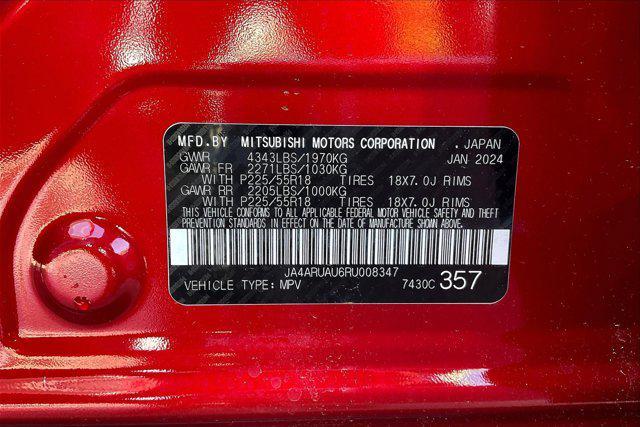 MFD.BY MITSUBISHI MOTORS CORPORATION . JAPAN
GVWR 4343LBS/1970KG JAN 2024
GAWR FR 2271LBS/1030KG
WITH P225/55R18 TIRES 18X7.0J RIMS
GAWR RR 2205LBS/1000KG
WITH P225/55R18 TIRES 18X7.0J RIMS
THIS VEHICLE CONFORMS TO ALL APPLICABLE FEDERAL MOTOR VEHICLE SAFETY AND THEFT
PREVENTION STANDARDS IN EFFECT ON THE DATE OF MANUFACTURE SHOWN ABOVE.
JA4ARUAU6RU008347
VEHICLE TYPE: MPV 7430C 357